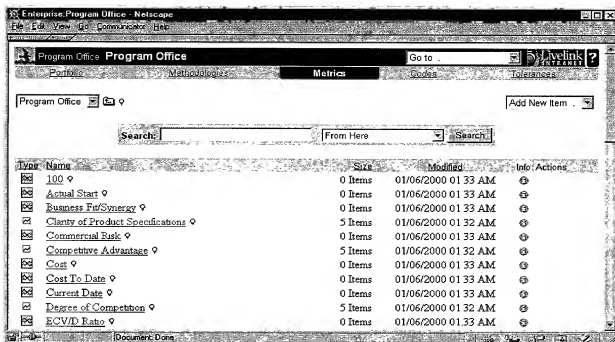 Enterprise:Program Office - Netscape
File Edit View Go Communicator Help
Program Office Program Office Go to . Livelink INTRANET ?
Portfolio Methodologies Metrics Codes Tolerances
Program Office Add New Item .
Search: From Here Search
Type Name Size Modified Info Actions
100 0 Items 01/06/2000 01 33 AM
Actual Start 0 Items 01/06/2000 01 33 AM
Business Fit/Synergy 0 Items 01/06/2000 01 33 AM
Clarity of Product Specifications 5 Items 01/06/2000 01 32 AM
Commercial Risk 0 Items 01/06/2000 01 33 AM
Competitive Advantage 5 Items 01/06/2000 01 32 AM
Cost 0 Items 01/06/2000 01 33 AM
Cost To Date 0 Items 01/06/2000 01 33 AM
Current Date 0 Items 01/06/2000 01 33 AM
Degree of Competition 5 Items 01/06/2000 01 32 AM
ECV/D Ratio 0 Items 01/06/2000 01 33 AM
Document: Done